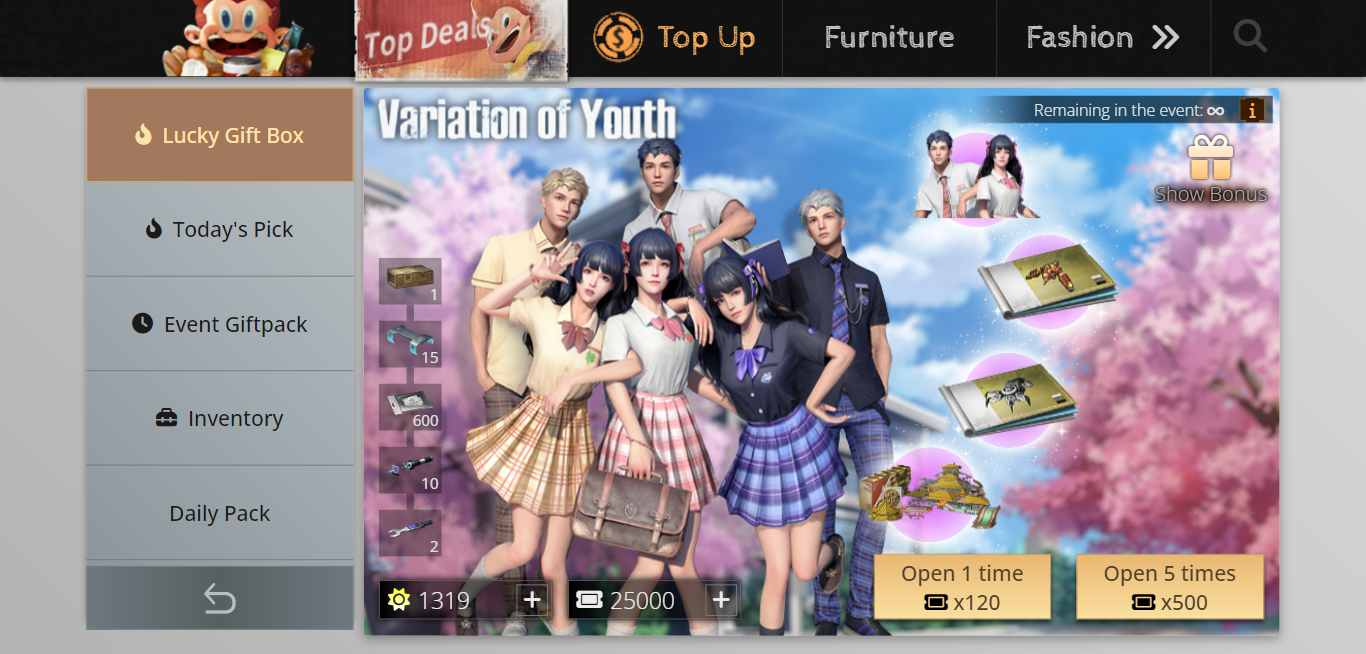 Top Deals
Top Up
Furniture
Fashion
Lucky Gift Box
Today's Pick
Event Giftpack
Inventory
Daily Pack
Variation of Youth
Remaining in the event: ∞
i
Show Bonus
1
15
600
10
2
1319 +
25000 +
Open 1 time
x120
Open 5 times
x500